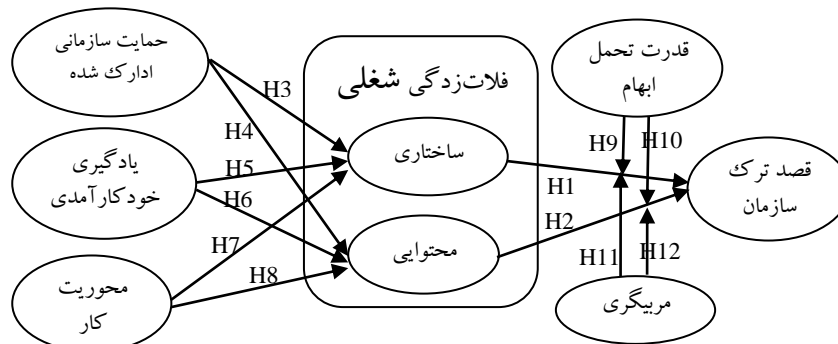 حمایت سازمانی
ادارک شده
یادگیری
خودکارآمدی
محوریت
کار
فلات‌زدگی شغلی
ساختاری
محتوایی
قدرت تحمل
ابهام
قصد ترک
سازمان
مربیگری
H3
H4
H5
H6
H7
H8
H9
H10
H1
H2
H11
H12